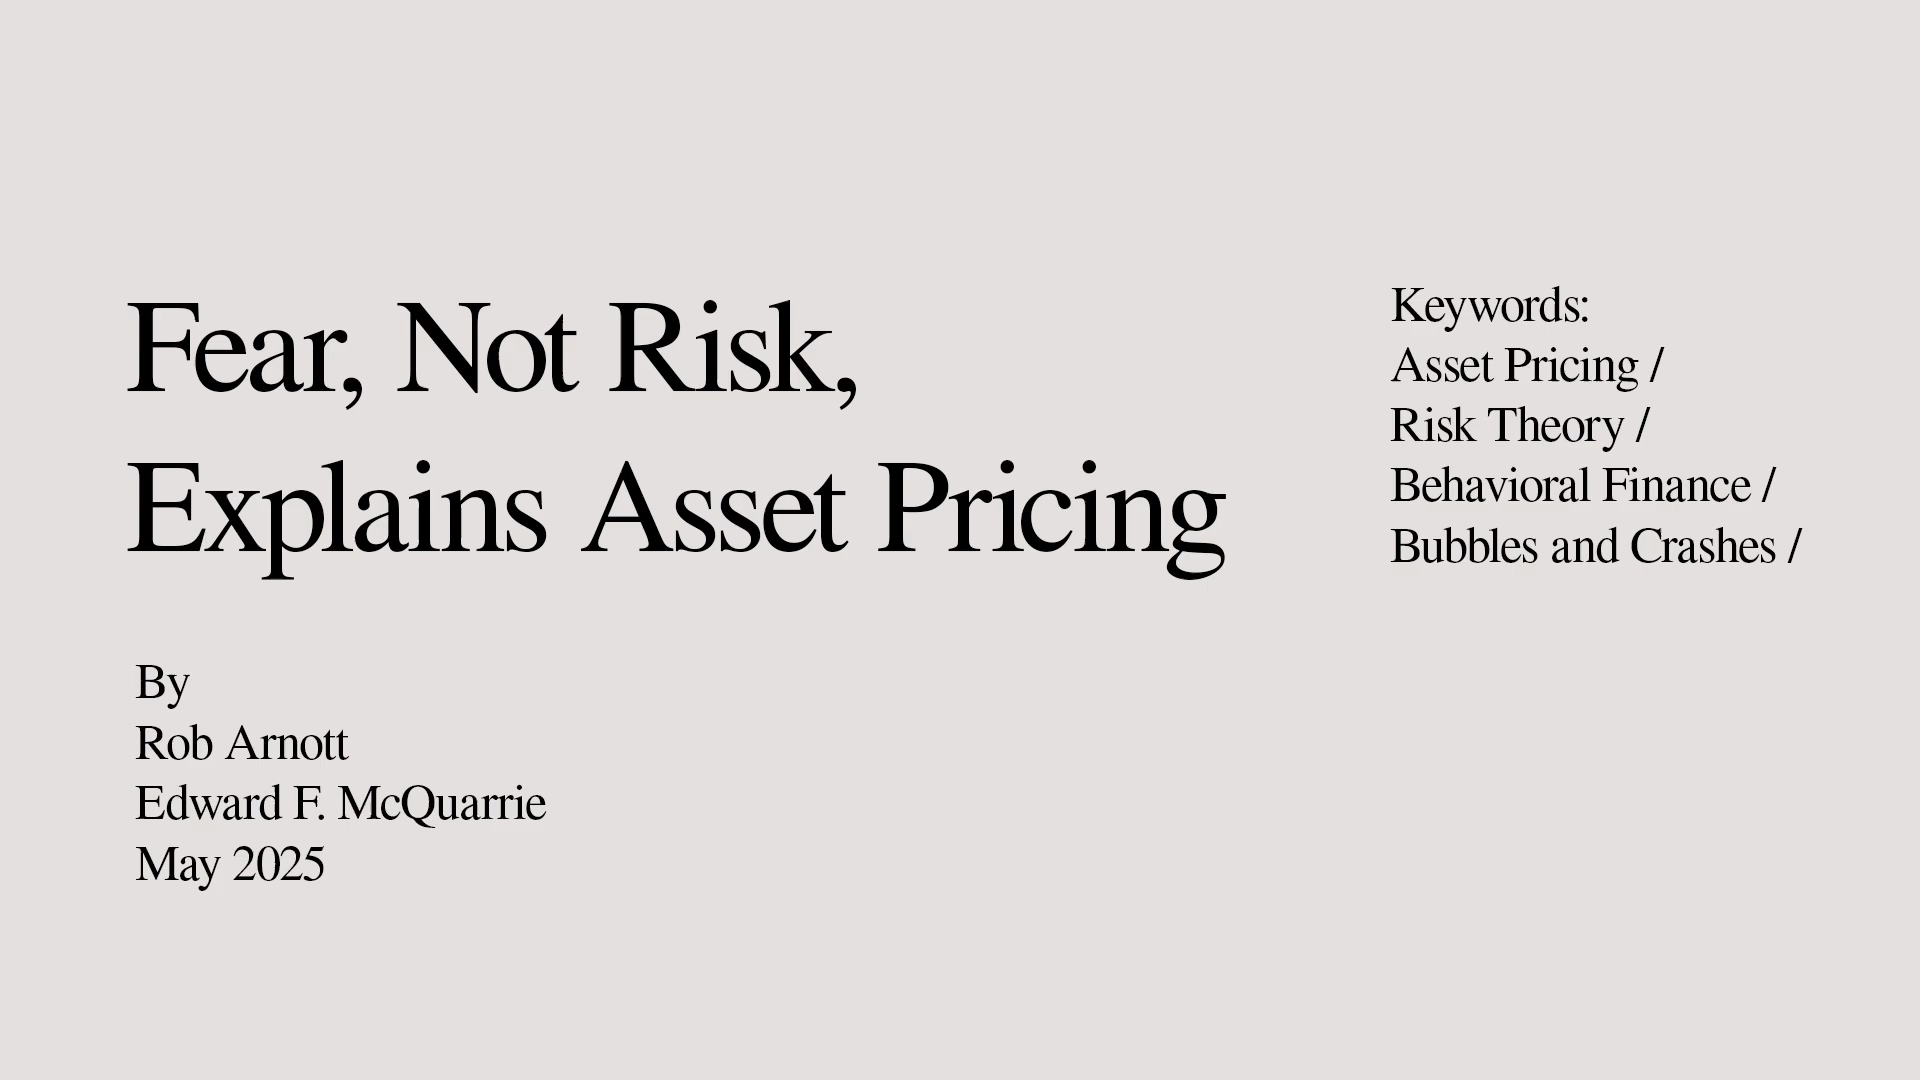 Fear, Not Risk,
Explains Asset Pricing
By
Rob Arnott
Edward F. McQuarrie
May 2025
Keywords:
Asset Pricing /
Risk Theory /
Behavioral Finance /
Bubbles and Crashes /